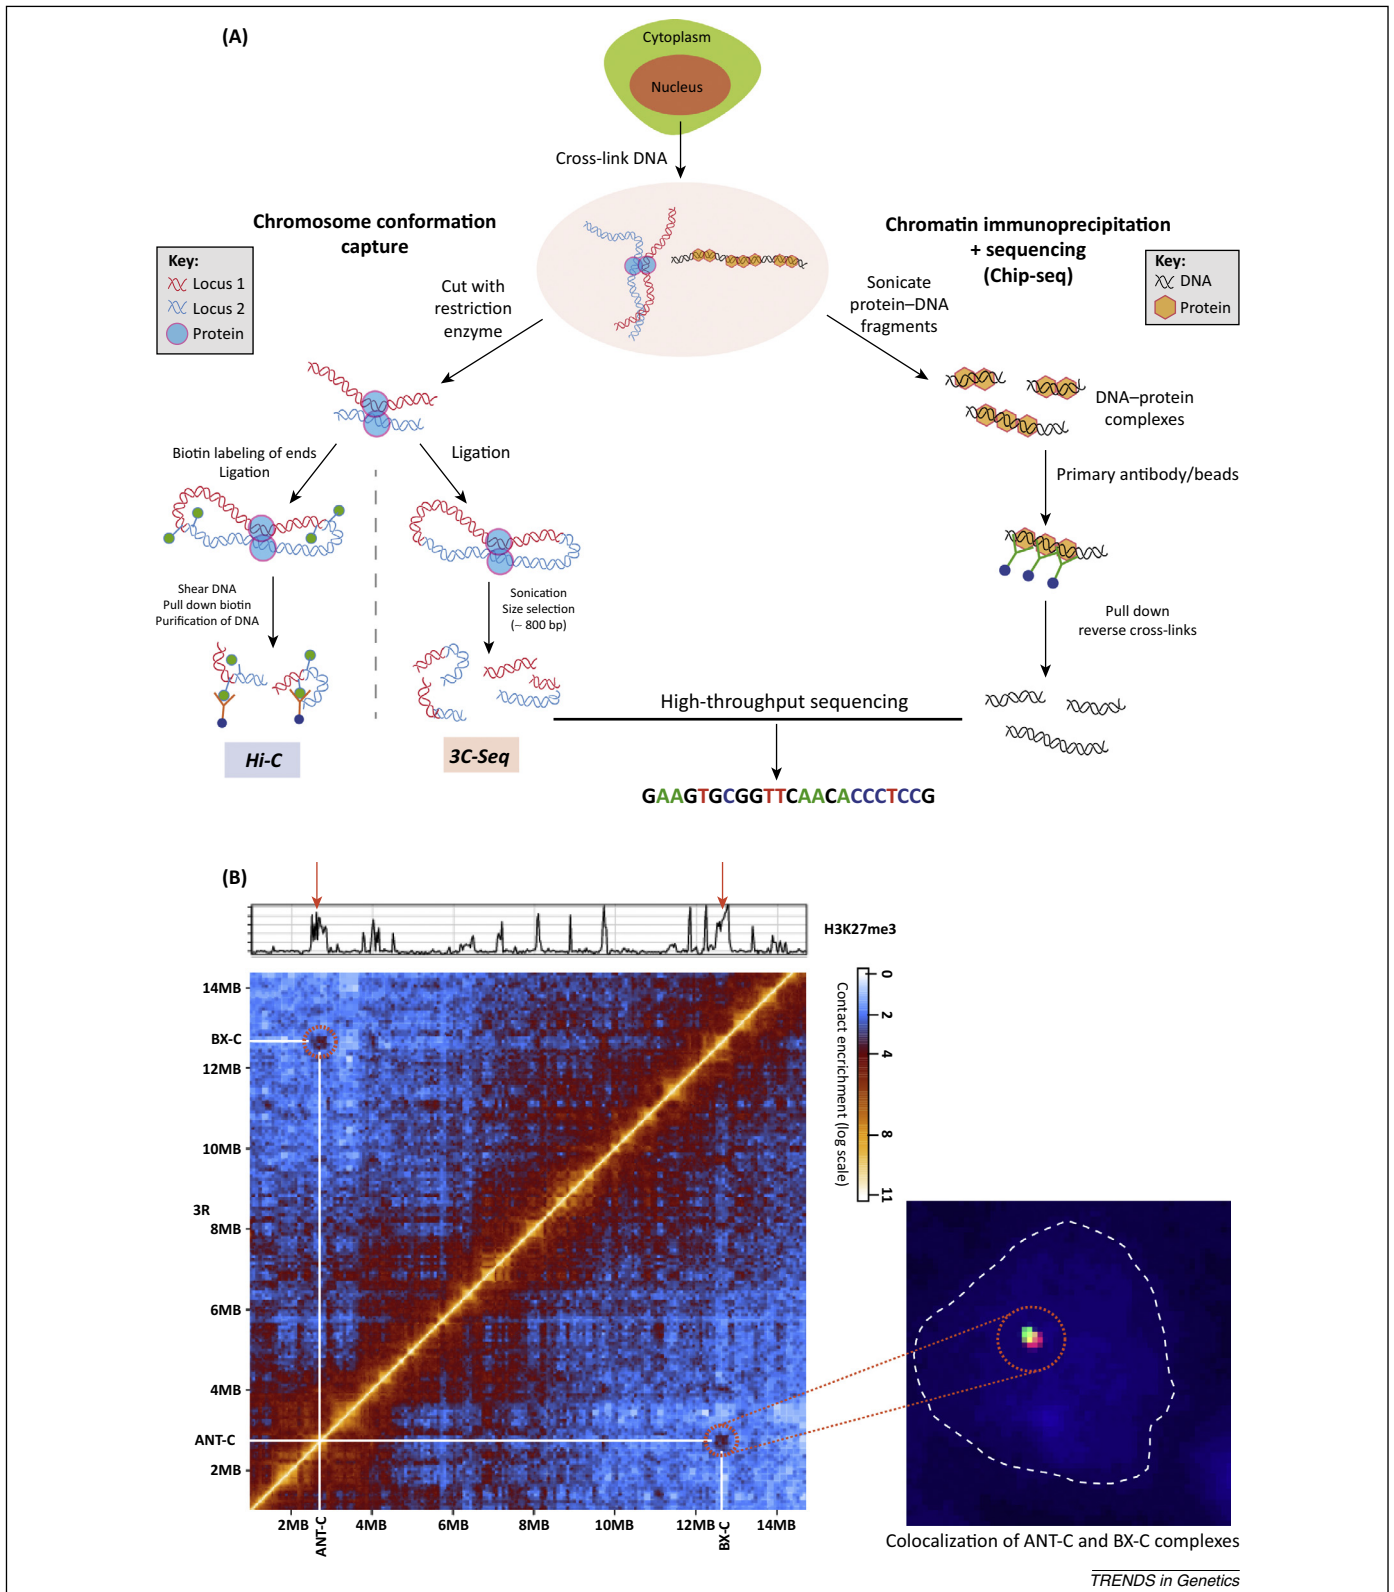 (A)
Cytoplasm
Nucleus
Cross-link DNA
Chromosome conformation
capture
Key:
Locus 1
Locus 2
Protein
Cut with
restriction
enzyme
Chromatin immunoprecipitation
+ sequencing
(Chip-seq)
Key:
DNA
Protein
Sonicate
protein–DNA
fragments
DNA–protein
complexes
Biotin labeling of ends
Ligation
Ligation
Primary antibody/beads
Shear DNA
Pull down biotin
Purification of DNA
Sonication
Size selection
(~ 800 bp)
Pull down
reverse cross-links
Hi-C
3C-Seq
High-throughput sequencing
GAAGTGCGGTTCAACACCCTCCG
(B)
H3K27me3
14MB
BX-C
12MB
10MB
3R
8MB
6MB
4MB
ANT-C
2MB
2MB
ANT-C
4MB
6MB
8MB
10MB
12MB
BX-C
14MB
0
2
4
8
11
Contact encrichment (log scale)
Colocalization of ANT-C and BX-C complexes
TRENDS in Genetics